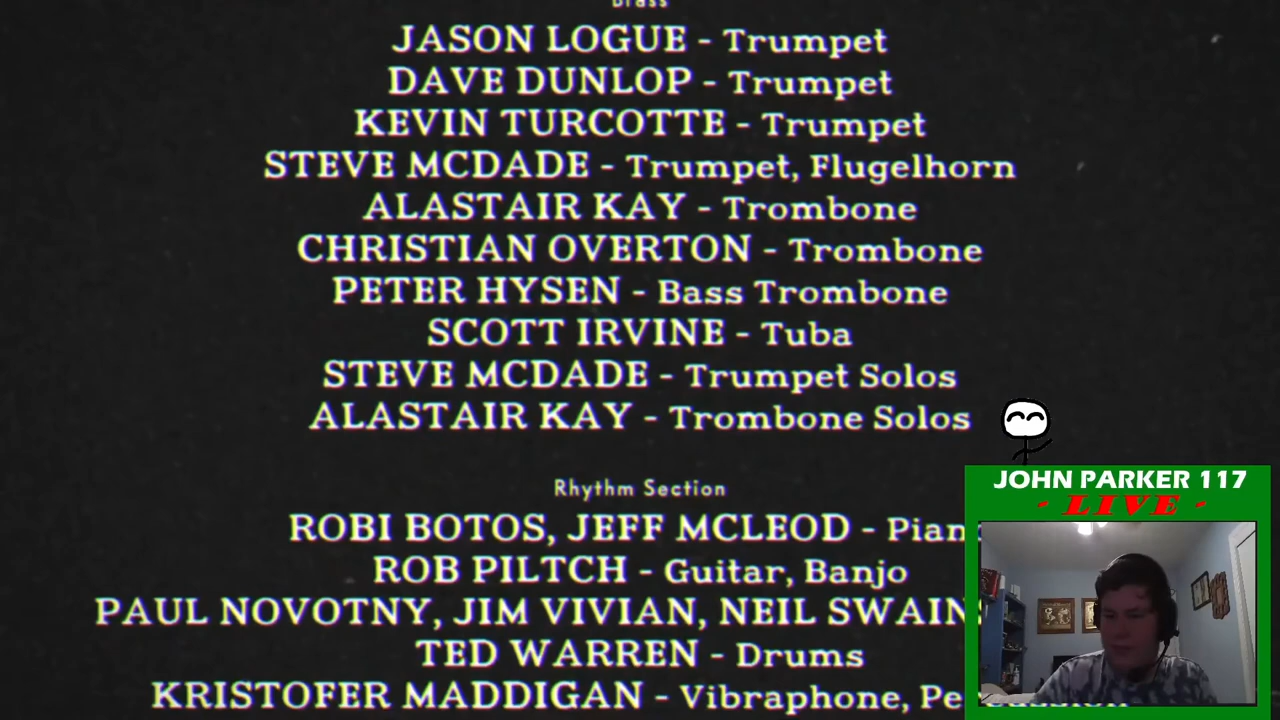 Brass
JASON LOGUE - Trumpet
DAVE DUNLOP - Trumpet
KEVIN TURCOTTE - Trumpet
STEVE MCDADE - Trumpet, Flugelhorn
ALASTAIR KAY - Trombone
CHRISTIAN OVERTON - Trombone
PETER HYSEN - Bass Trombone
SCOTT IRVINE - Tuba
STEVE MCDADE - Trumpet Solos
ALASTAIR KAY - Trombone Solos
Rhythm Section
ROBI BOTOS, JEFF MCLEOD -
ROB PILTCH - Guitar, Banjo
PAUL NOVOTNY, JIM VIVIAN, NEIL
TED WARREN - Drums
KRISTOFER MADDIGAN - Vibraphone,
JOHN PARKER 117
- LIVE -